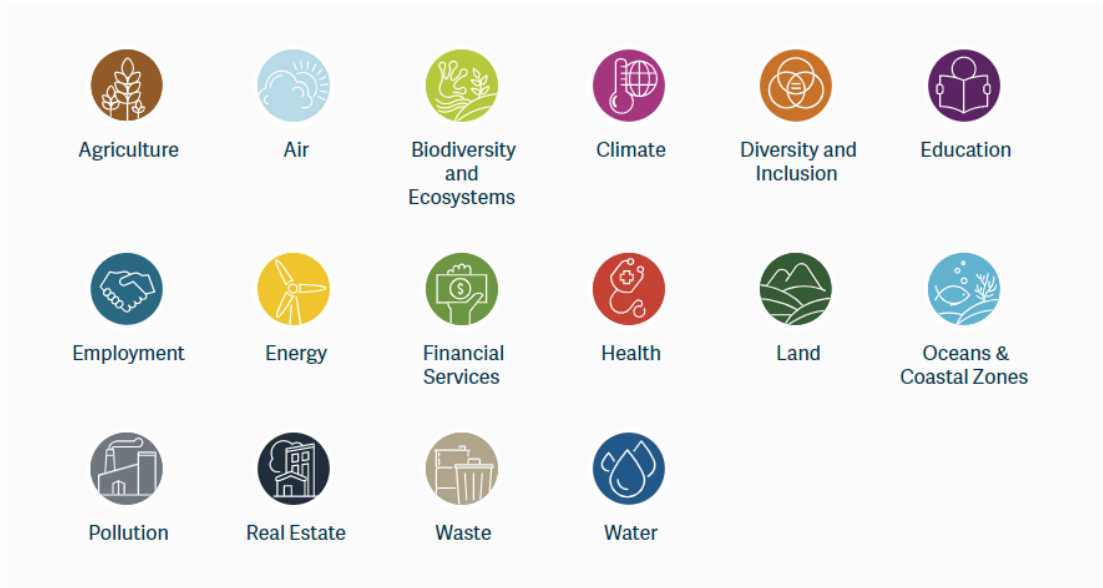 Agriculture
Air
Biodiversity
and
Ecosystems
Climate
Diversity and
Inclusion
Education
Employment
Energy
$
Financial
Services
Health
Land
Oceans &
Coastal Zones
Pollution
Real Estate
Waste
Water